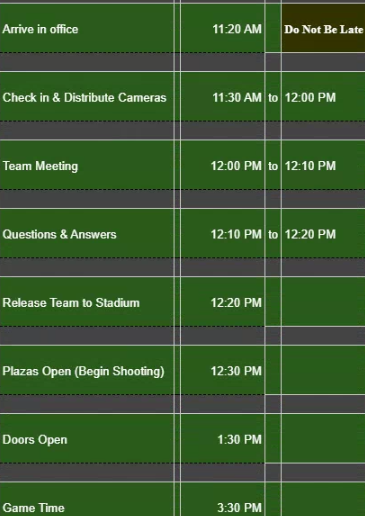 Arrive in office 11:20 AM Do Not Be Late
Check in & Distribute Cameras 11:30 AM to 12:00 PM
Team Meeting 12:00 PM to 12:10 PM
Questions & Answers 12:10 PM to 12:20 PM
Release Team to Stadium 12:20 PM
Plazas Open (Begin Shooting) 12:30 PM
Doors Open 1:30 PM
Game Time 3:30 PM